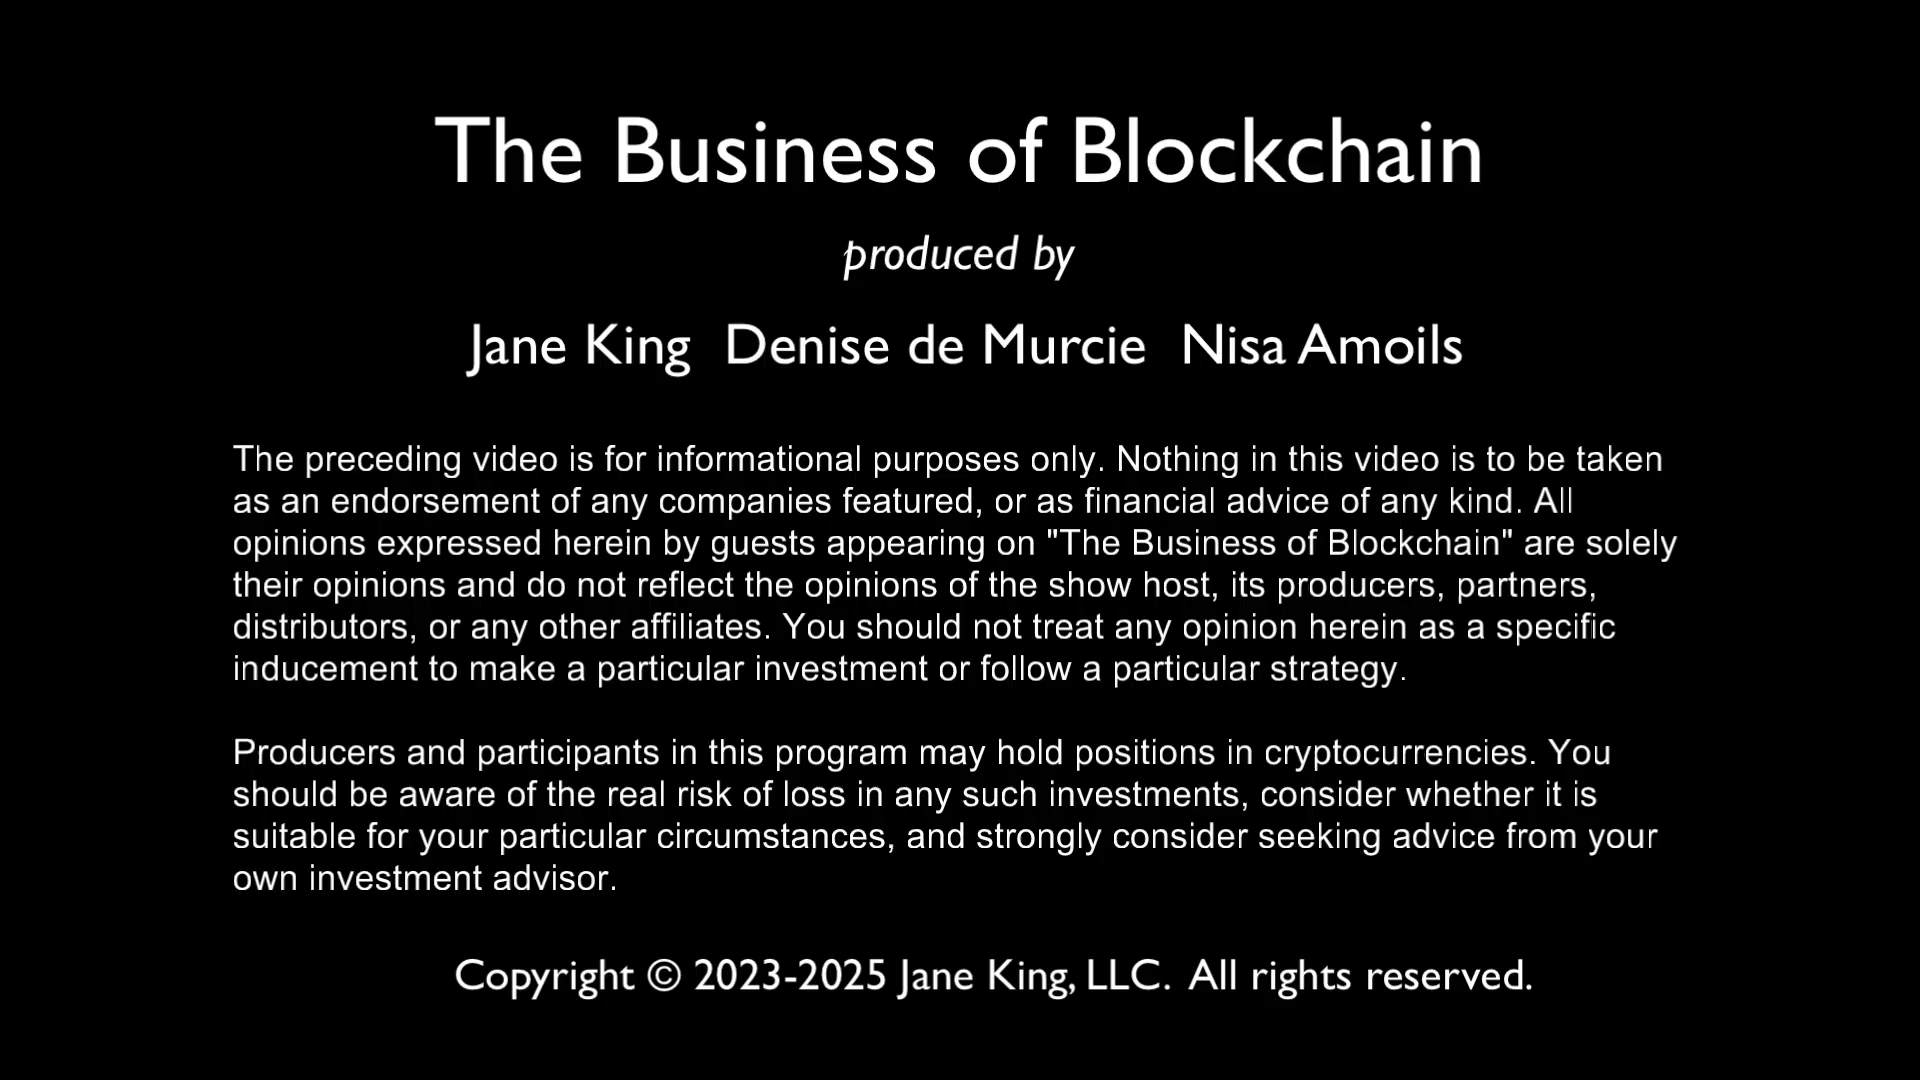 The Business of Blockchain
produced by
Jane King  Denise de Murcie  Nisa Amoils
The preceding video is for informational purposes only. Nothing in this video is to be taken
as an endorsement of any companies featured, or as financial advice of any kind. All
opinions expressed herein by guests appearing on "The Business of Blockchain" are solely
their opinions and do not reflect the opinions of the show host, its producers, partners,
distributors, or any other affiliates. You should not treat any opinion herein as a specific
inducement to make a particular investment or follow a particular strategy.
Producers and participants in this program may hold positions in cryptocurrencies. You
should be aware of the real risk of loss in any such investments, consider whether it is
suitable for your particular circumstances, and strongly consider seeking advice from your
own investment advisor.
Copyright © 2023-2025 Jane King, LLC.  All rights reserved.